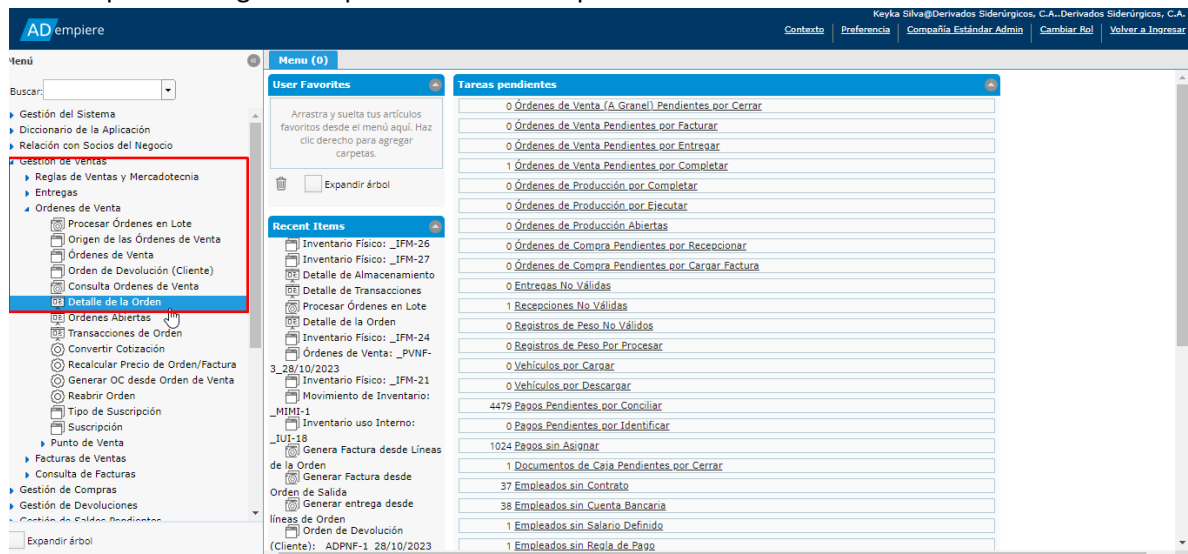 Keyka Silva@Derivados Siderúrgicos, C.A..Derivados Siderúrgicos, C.A.
ADempiere
Contexto Preferencia Compañía Estándar Admin Cambiar Rol Volver a Ingresar
Menú
Buscar:
Gestión del Sistema
Diccionario de la Aplicación
Relación con Socios del Negocio
Gestión de Ventas
Reglas de Ventas y Mercadotecnia
Entregas
Ordenes de Venta
Procesar Órdenes en Lote
Origen de las Órdenes de Venta
Órdenes de Venta
Orden de Devolución (Cliente)
Consulta Ordenes de Venta
Detalle de la Orden
Ordenes Abiertas
Transacciones de Orden
Convertir Cotización
Recalcular Precio de Orden/Factura
Generar OC desde Orden de Venta
Reabrir Orden
Tipo de Suscripción
Suscripción
Punto de Venta
Facturas de Ventas
Consulta de Facturas
Gestión de Compras
Gestión de Devoluciones
Gestión de Saldos Pendientes
Expandir árbol
Menu (0)
User Favorites
Arrastra y suelta tus artículos
favoritos desde el menú aquí. Haz
clic derecho para agregar
carpetas.
Expandir árbol
Recent Items
Inventario Físico: _IFM-26
Inventario Físico: _IFM-27
Detalle de Almacenamiento
Detalle de Transacciones
Procesar Órdenes en Lote
Detalle de la Orden
Inventario Físico: _IFM-24
Órdenes de Venta: _PVNF-
3_28/10/2023
Inventario Físico: _IFM-21
Movimiento de Inventario:
_MIMI-1
Inventario uso Interno:
_IUI-18
Genera Factura desde Líneas
de la Orden
Generar Factura desde
Orden de Salida
Generar entrega desde
líneas de Orden
Orden de Devolución
(Cliente): _ADPNF-1_28/10/2023
Tareas pendientes
0 Órdenes de Venta (A Granel) Pendientes por Cerrar
0 Órdenes de Venta Pendientes por Facturar
0 Órdenes de Venta Pendientes por Entregar
1 Órdenes de Venta Pendientes por Completar
0 Órdenes de Producción por Completar
0 Órdenes de Producción por Ejecutar
0 Órdenes de Producción Abiertas
0 Órdenes de Compra Pendientes por Recepcionar
0 Órdenes de Compra Pendientes por Cargar Factura
0 Entregas No Válidas
1 Recepciones No Válidas
0 Registros de Peso No Válidos
0 Registros de Peso Por Procesar
0 Vehículos por Cargar
0 Vehículos por Descargar
4479 Pagos Pendientes por Conciliar
0 Pagos Pendientes por Identificar
1024 Pagos sin Asignar
1 Documentos de Caja Pendientes por Cerrar
37 Empleados sin Contrato
38 Empleados sin Cuenta Bancaria
1 Empleados sin Salario Definido
1 Empleados sin Regla de Pago